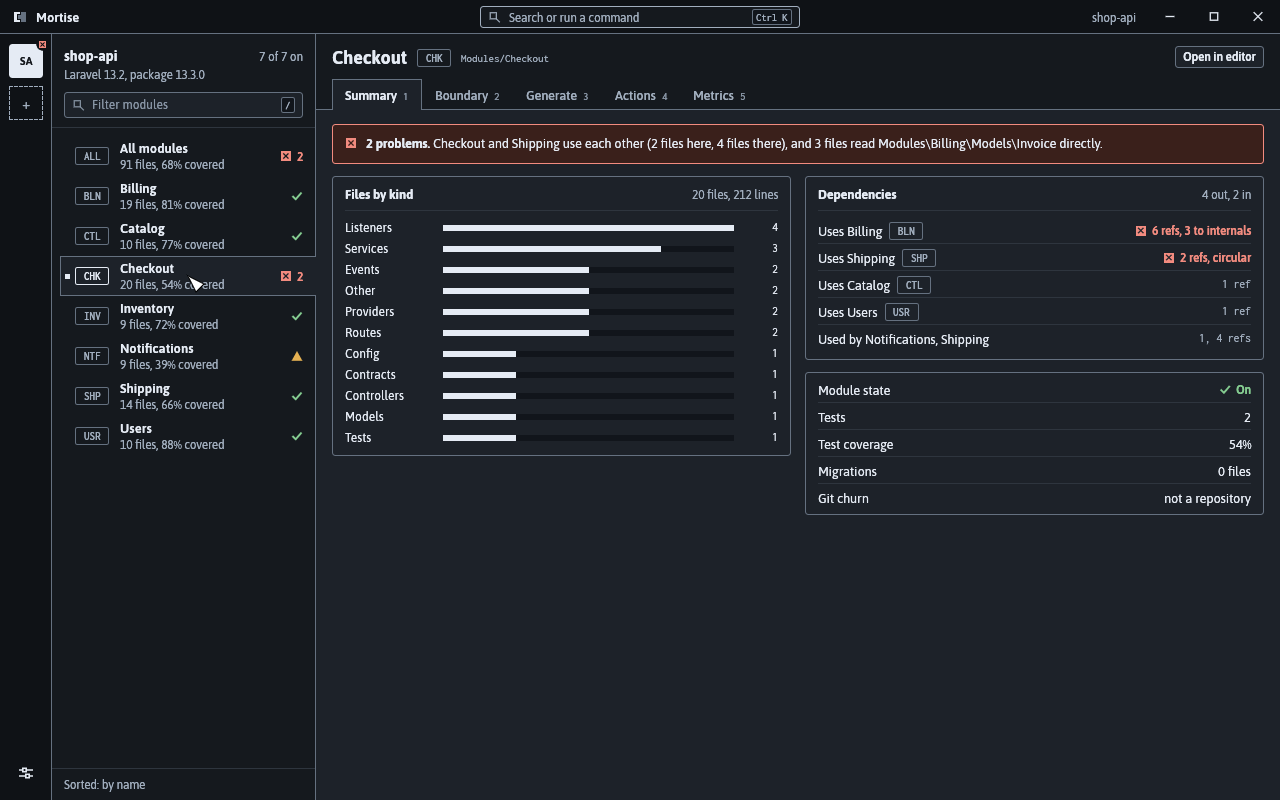 Mortise
Search or run a command
Ctrl K
shop-api
SA
+
shop-api
7 of 7 on
Laravel 13.2, package 13.3.0
Filter modules
/
ALL
All modules
91 files, 68% covered
2
BLN
Billing
19 files, 81% covered
CTL
Catalog
10 files, 77% covered
CHK
Checkout
20 files, 54% covered
2
INV
Inventory
9 files, 72% covered
NTF
Notifications
9 files, 39% covered
SHP
Shipping
14 files, 66% covered
USR
Users
10 files, 88% covered
Sorted: by name
Checkout
CHK
Modules/Checkout
Open in editor
Summary 1
Boundary 2
Generate 3
Actions 4
Metrics 5
2 problems. Checkout and Shipping use each other (2 files here, 4 files there), and 3 files read Modules\Billing\Models\Invoice directly.
Files by kind
20 files, 212 lines
Listeners 4
Services 3
Events 2
Other 2
Providers 2
Routes 2
Config 1
Contracts 1
Controllers 1
Models 1
Tests 1
Dependencies
4 out, 2 in
Uses Billing BLN
6 refs, 3 to internals
Uses Shipping SHP
2 refs, circular
Uses Catalog CTL
1 ref
Uses Users USR
1 ref
Used by Notifications, Shipping
1, 4 refs
Module state
On
Tests
2
Test coverage
54%
Migrations
0 files
Git churn
not a repository